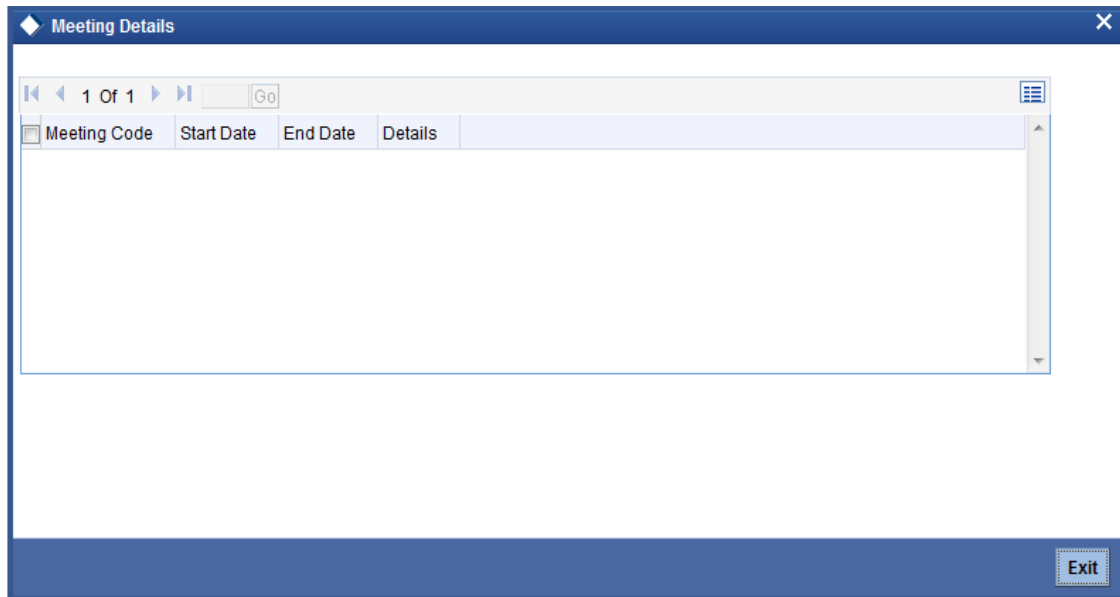 Meeting Details
1 Of 1 Go
Meeting Code Start Date End Date Details
Exit